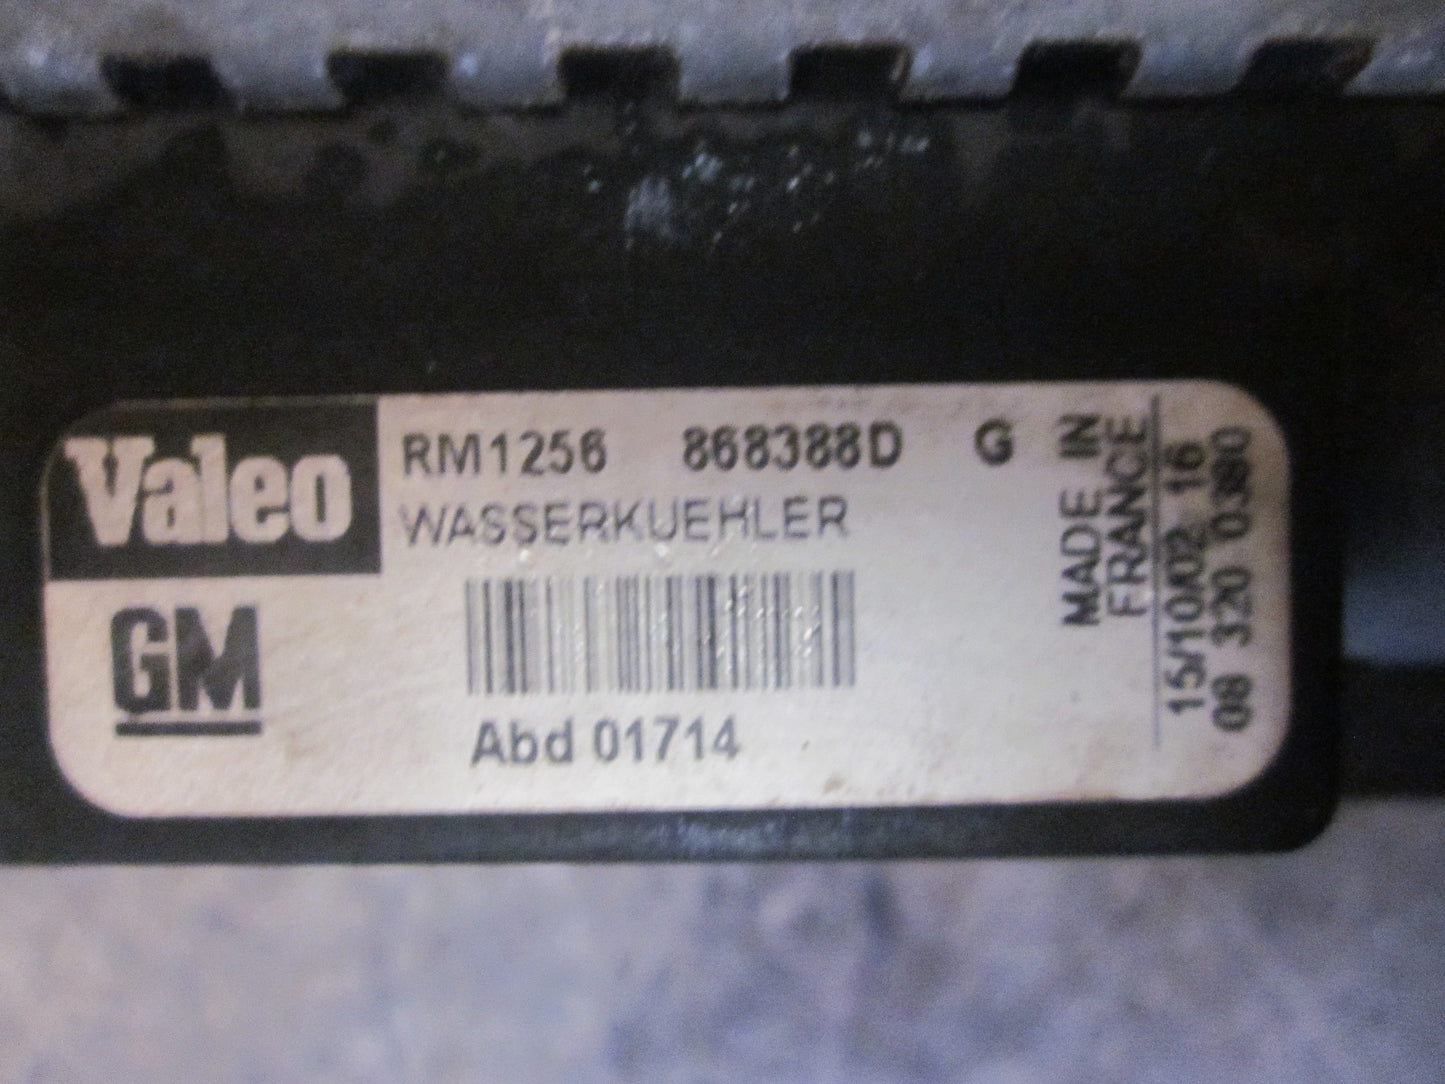 Valeo
RM1256 868388D G
WASSERKUEHLER
GM
Abd 01714
MADE IN
FRANCE
15/10/02 16
08 320 0380